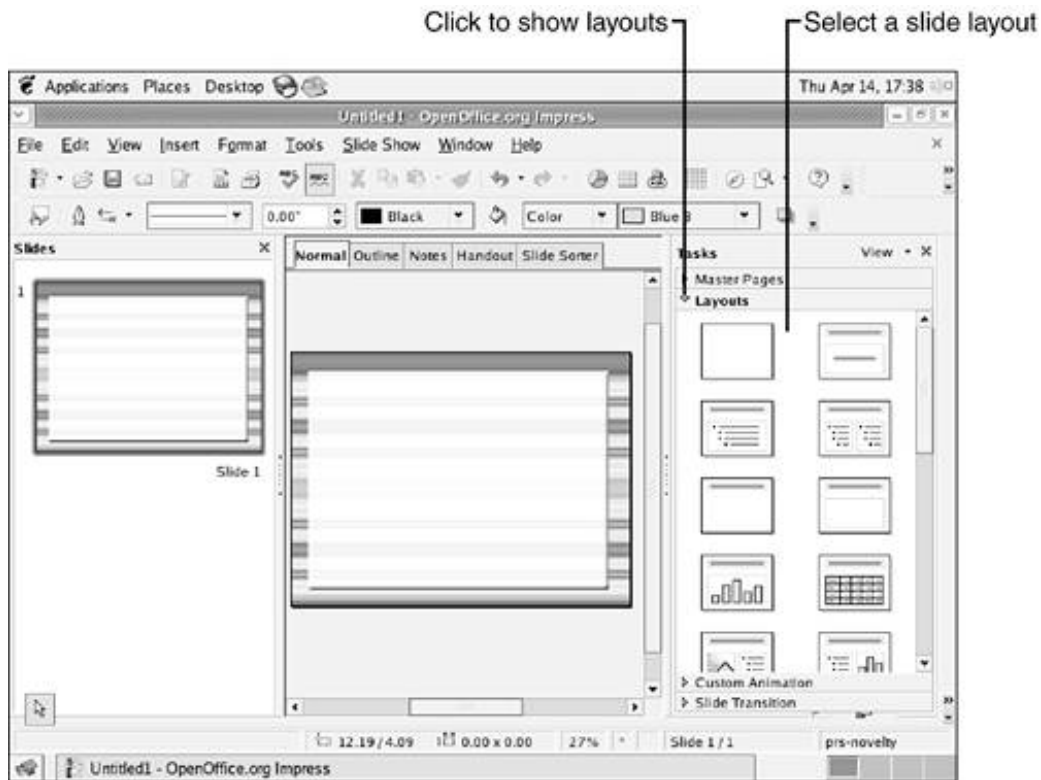 Click to show layouts
Select a slide layout
Applications Places Desktop
Thu Apr 14, 17:38
Untitled1 - OpenOffice.org Impress
File Edit View Insert Format Tools Slide Show Window Help
0.00" Black Color Blue 8
Slides
Normal Outline Notes Handout Slide Sorter
Tasks View
Master Pages
Layouts
1
Slide 1
Custom Animation
Slide Transition
12.19/4.09 0.00 x 0.00 27% * Slide 1/1 prs-novelty
Untitled1 - OpenOffice.org Impress